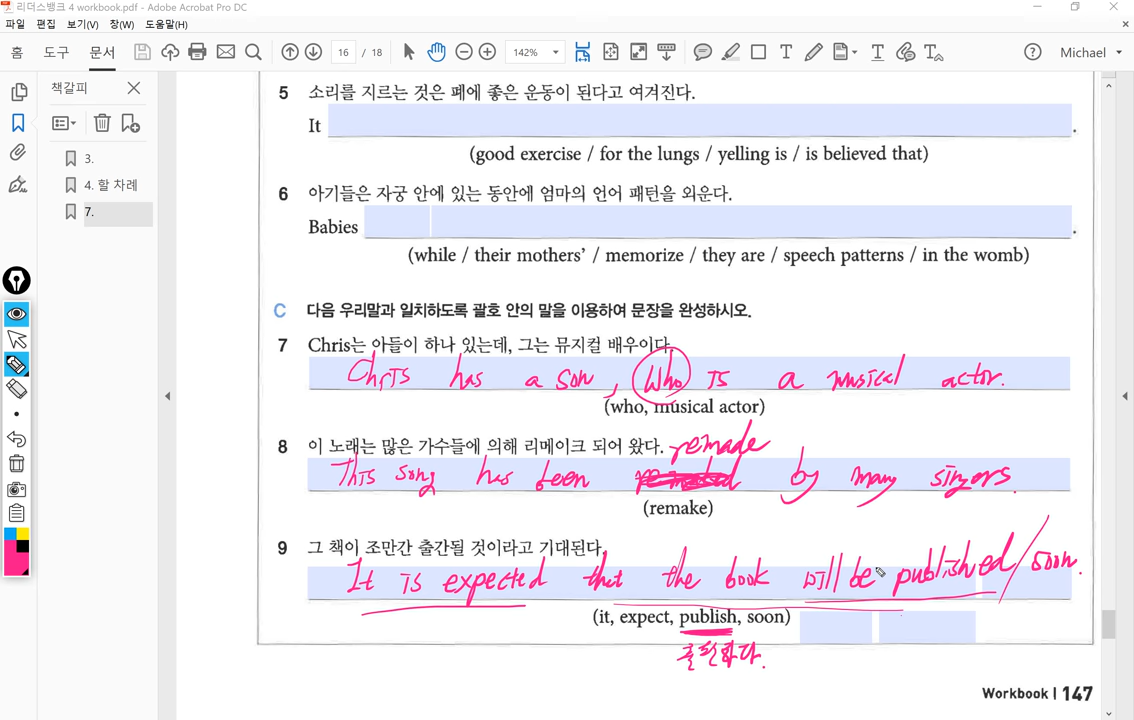 리더스뱅크 4 workbook.pdf - Adobe Acrobat Pro DC
파일 편집 보기(V) 창(W) 도움말(H)
홈 도구 문서 16 / 18 142% Michael
책갈피
3.
4. 할 차례
7.
5 소리를 지르는 것은 폐에 좋은 운동이 된다고 여겨진다.
It .
(good exercise / for the lungs / yelling is / is believed that)
6 아기들은 자궁 안에 있는 동안에 엄마의 언어 패턴을 외운다.
Babies .
(while / their mothers' / memorize / they are / speech patterns / in the womb)
C 다음 우리말과 일치하도록 괄호 안의 말을 이용하여 문장을 완성하시오.
7 Chris는 아들이 하나 있는데, 그는 뮤지컬 배우이다.
Chris has a son, who is a musical actor.
(who, musical actor)
8 이 노래는 많은 가수들에 의해 리메이크 되어 왔다.
remade
This song has been by many singers.
(remake)
9 그 책이 조만간 출간될 것이라고 기대된다.
It is expected that the book will be published / soon.
(it, expect, publish, soon)
출판하다.
Workbook | 147